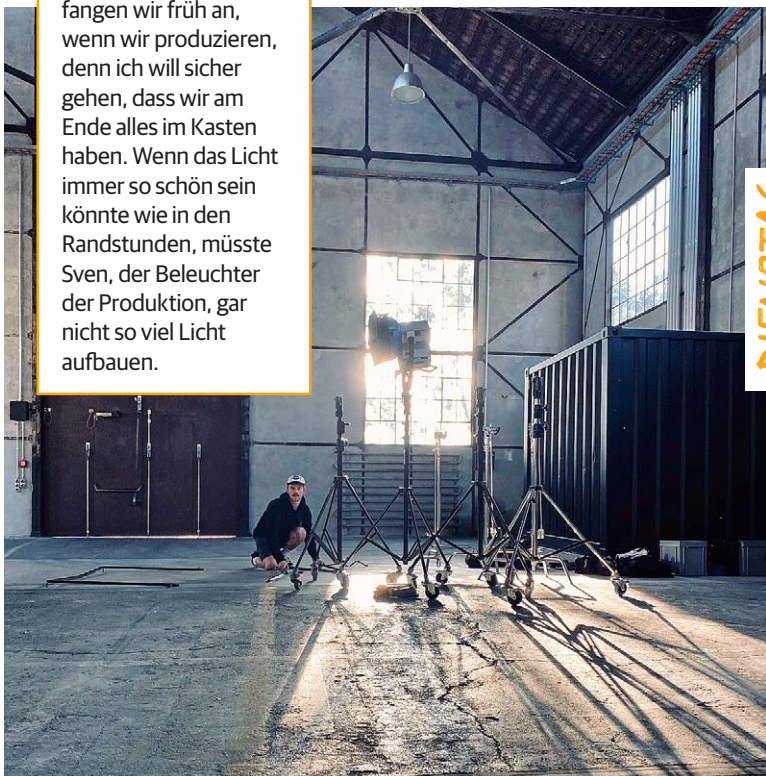 fangen wir früh an,
wenn wir produzieren,
denn ich will sicher
gehen, dass wir am
Ende alles im Kasten
haben. Wenn das Licht
immer so schön sein
könnte wie in den
Randstunden, müsste
Sven, der Beleuchter
der Produktion, gar
nicht so viel Licht
aufbauen.